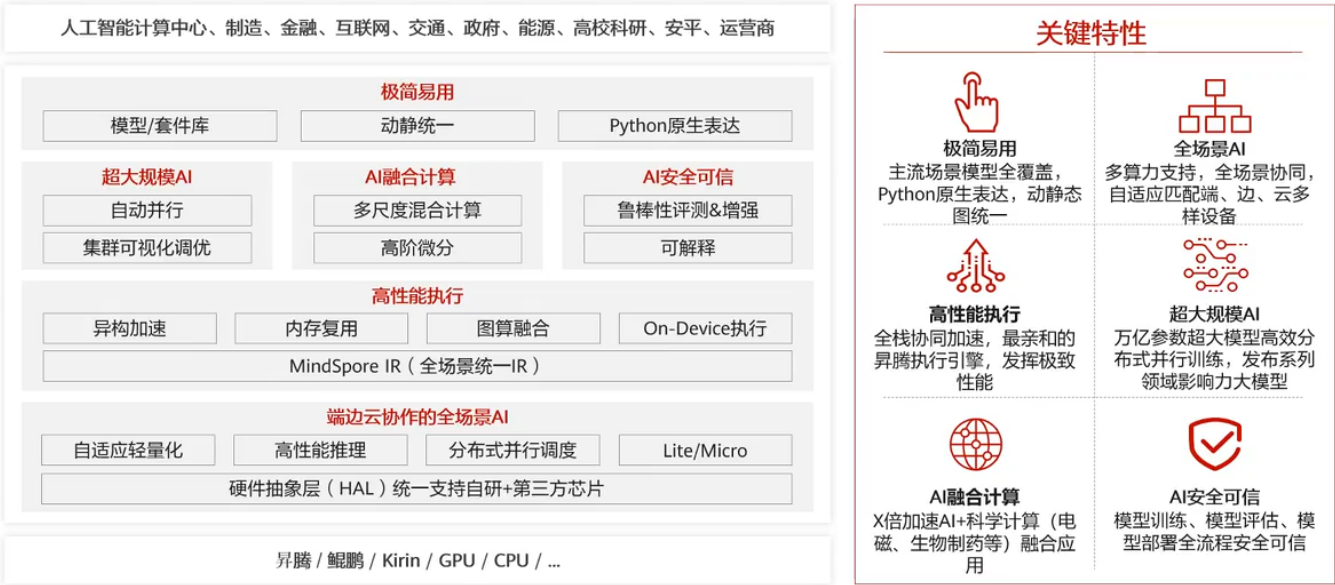 人工智能计算中心、制造、金融、互联网、交通、政府、能源、高校科研、安平、运营商
极简易用
模型/套件库
动静统一
Python原生表达
超大规模AI
自动并行
集群可视化调优
AI融合计算
多尺度混合计算
高阶微分
AI安全可信
鲁棒性评测&增强
可解释
高性能执行
异构加速
内存复用
图算融合
On-Device执行
MindSpore IR（全场景统一IR）
端边云协作的全场景AI
自适应轻量化
高性能推理
分布式并行调度
Lite/Micro
硬件抽象层（HAL）统一支持自研+第三方芯片
昇腾 / 鲲鹏 / Kirin / GPU / CPU / ...
关键特性
极简易用
主流场景模型全覆盖，
Python原生表达，动静态
图统一
全场景AI
多算力支持，全场景协同，
自适应匹配端、边、云多
样设备
高性能执行
全栈协同加速，最亲和的
昇腾执行引擎，发挥极致
性能
超大规模AI
万亿参数超大模型高效分
布式并行训练，发布系列
领域影响力大模型
AI融合计算
X倍加速AI+科学计算（电
磁、生物制药等）融合应
用
AI安全可信
模型训练、模型评估、模
型部署全流程安全可信